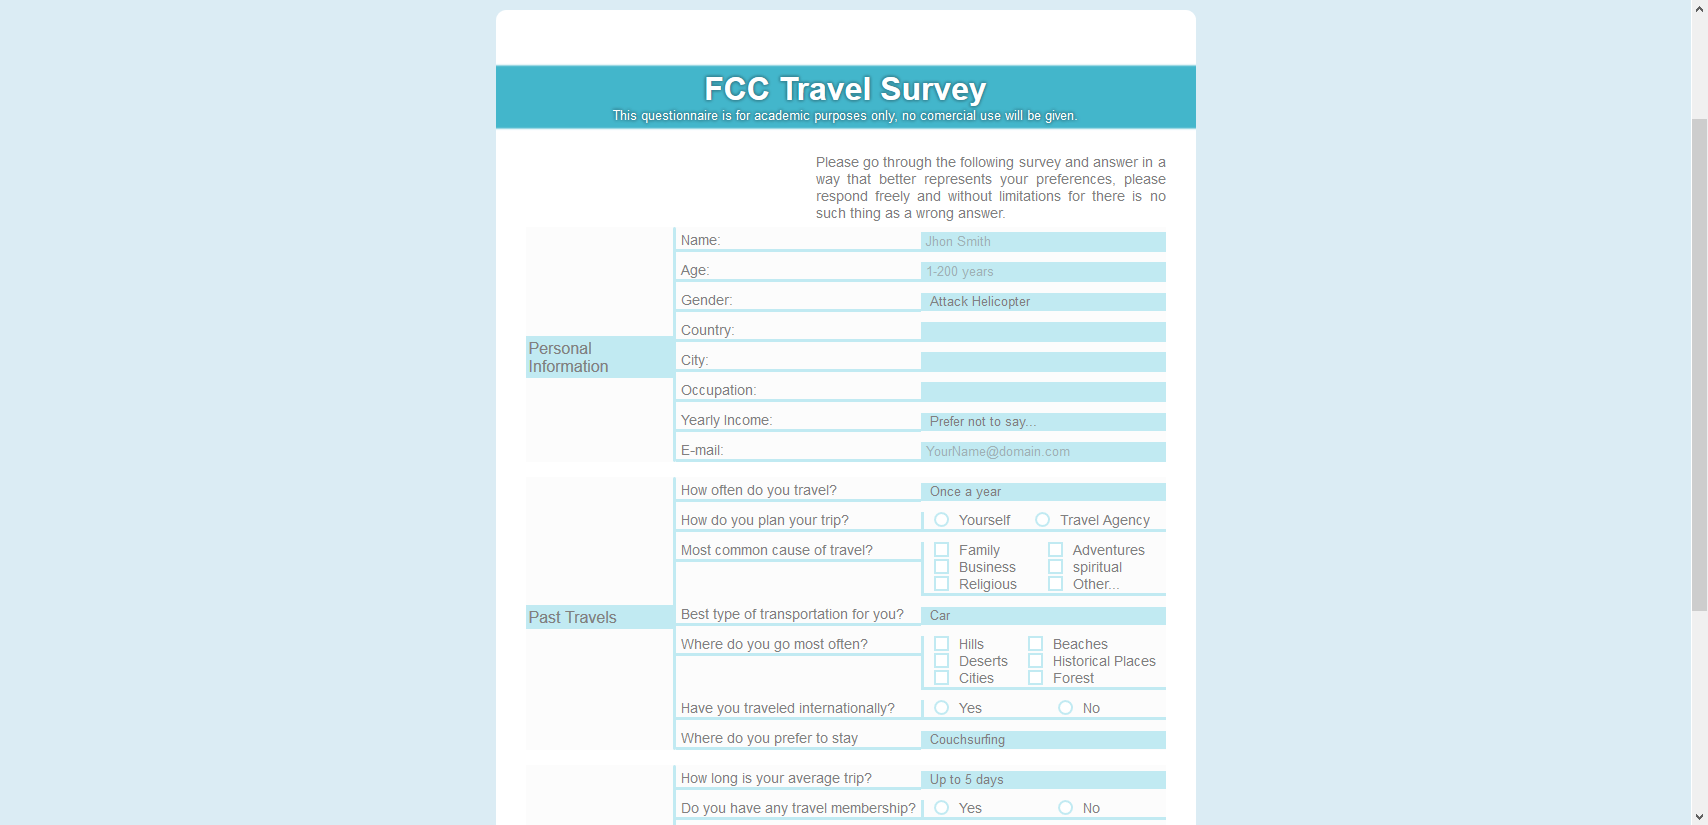 FCC Travel Survey
This questionnaire is for academic purposes only, no comercial use will be given.
Please go through the following survey and answer in a
way that better represents your preferences, please
respond freely and without limitations for there is no
such thing as a wrong answer.
Personal
Information
Name: Jhon Smith
Age: 1-200 years
Gender: Attack Helicopter
Country:
City:
Occupation:
Yearly Income: Prefer not to say...
E-mail: YourName@domain.com
Past Travels
How often do you travel? Once a year
How do you plan your trip? Yourself Travel Agency
Most common cause of travel? Family Adventures
Business spiritual
Religious Other...
Best type of transportation for you? Car
Where do you go most often? Hills Beaches
Deserts Historical Places
Cities Forest
Have you traveled internationally? Yes No
Where do you prefer to stay Couchsurfing
How long is your average trip? Up to 5 days
Do you have any travel membership? Yes No